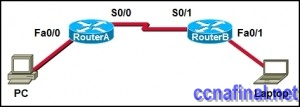 S0/0 S0/1
Fa0/0 RouterA RouterB Fa0/1
PC Laptop
ccnafinal.net